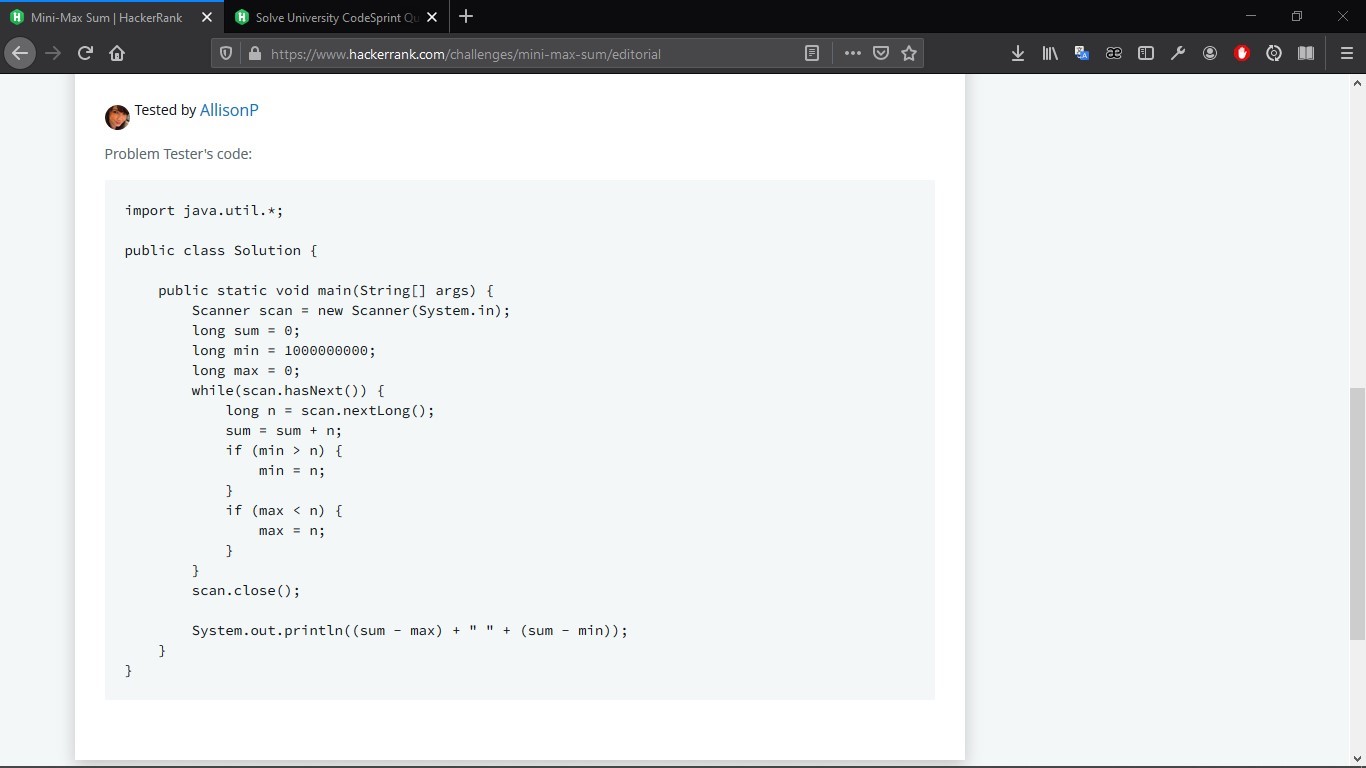 Mini-Max Sum | HackerRank
Solve University CodeSprint Qu
https://www.hackerrank.com/challenges/mini-max-sum/editorial
Tested by AllisonP
Problem Tester's code:
import java.util.*;
public class Solution {
    public static void main(String[] args) {
        Scanner scan = new Scanner(System.in);
        long sum = 0;
        long min = 1000000000;
        long max = 0;
        while(scan.hasNext()) {
            long n = scan.nextLong();
            sum = sum + n;
            if (min > n) {
                min = n;
            }
            if (max < n) {
                max = n;
            }
        }
        scan.close();
        System.out.println((sum - max) + " " + (sum - min));
    }
}